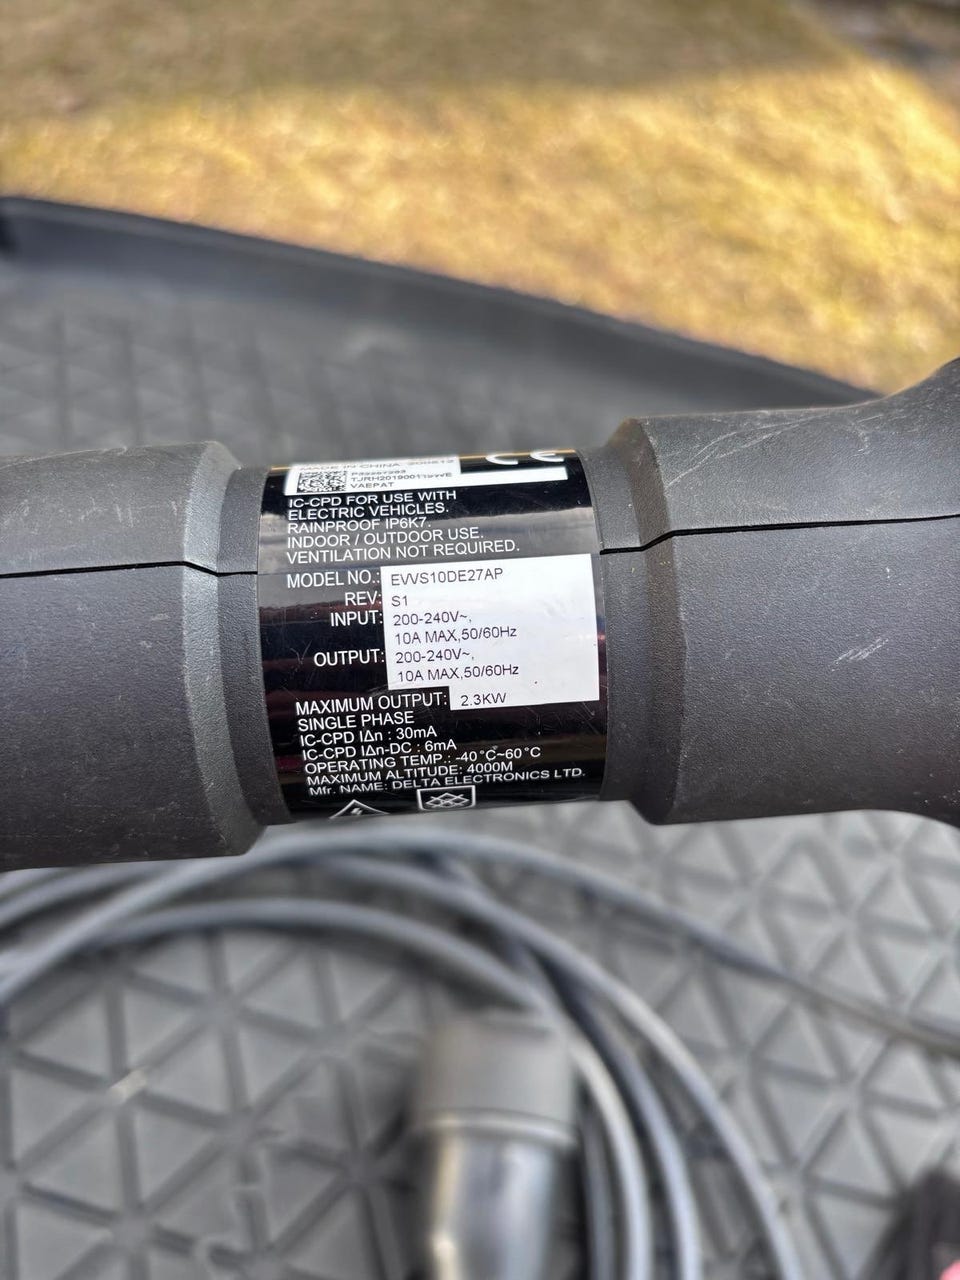 MADE IN CHINA
CE
VAEPAT
IC-CPD FOR USE WITH
ELECTRIC VEHICLES.
RAINPROOF IP6K7.
INDOOR / OUTDOOR USE.
VENTILATION NOT REQUIRED.
MODEL NO.: EVVS10DE27AP
REV: S1
INPUT: 200-240V~,
10A MAX,50/60Hz
OUTPUT: 200-240V~,
10A MAX,50/60Hz
MAXIMUM OUTPUT: 2.3KW
SINGLE PHASE
IC-CPD I∆n : 30mA
IC-CPD I∆n-DC : 6mA
OPERATING TEMP.: -40°C~60°C
MAXIMUM ALTITUDE: 4000M
Mfr. NAME: DELTA ELECTRONICS LTD.